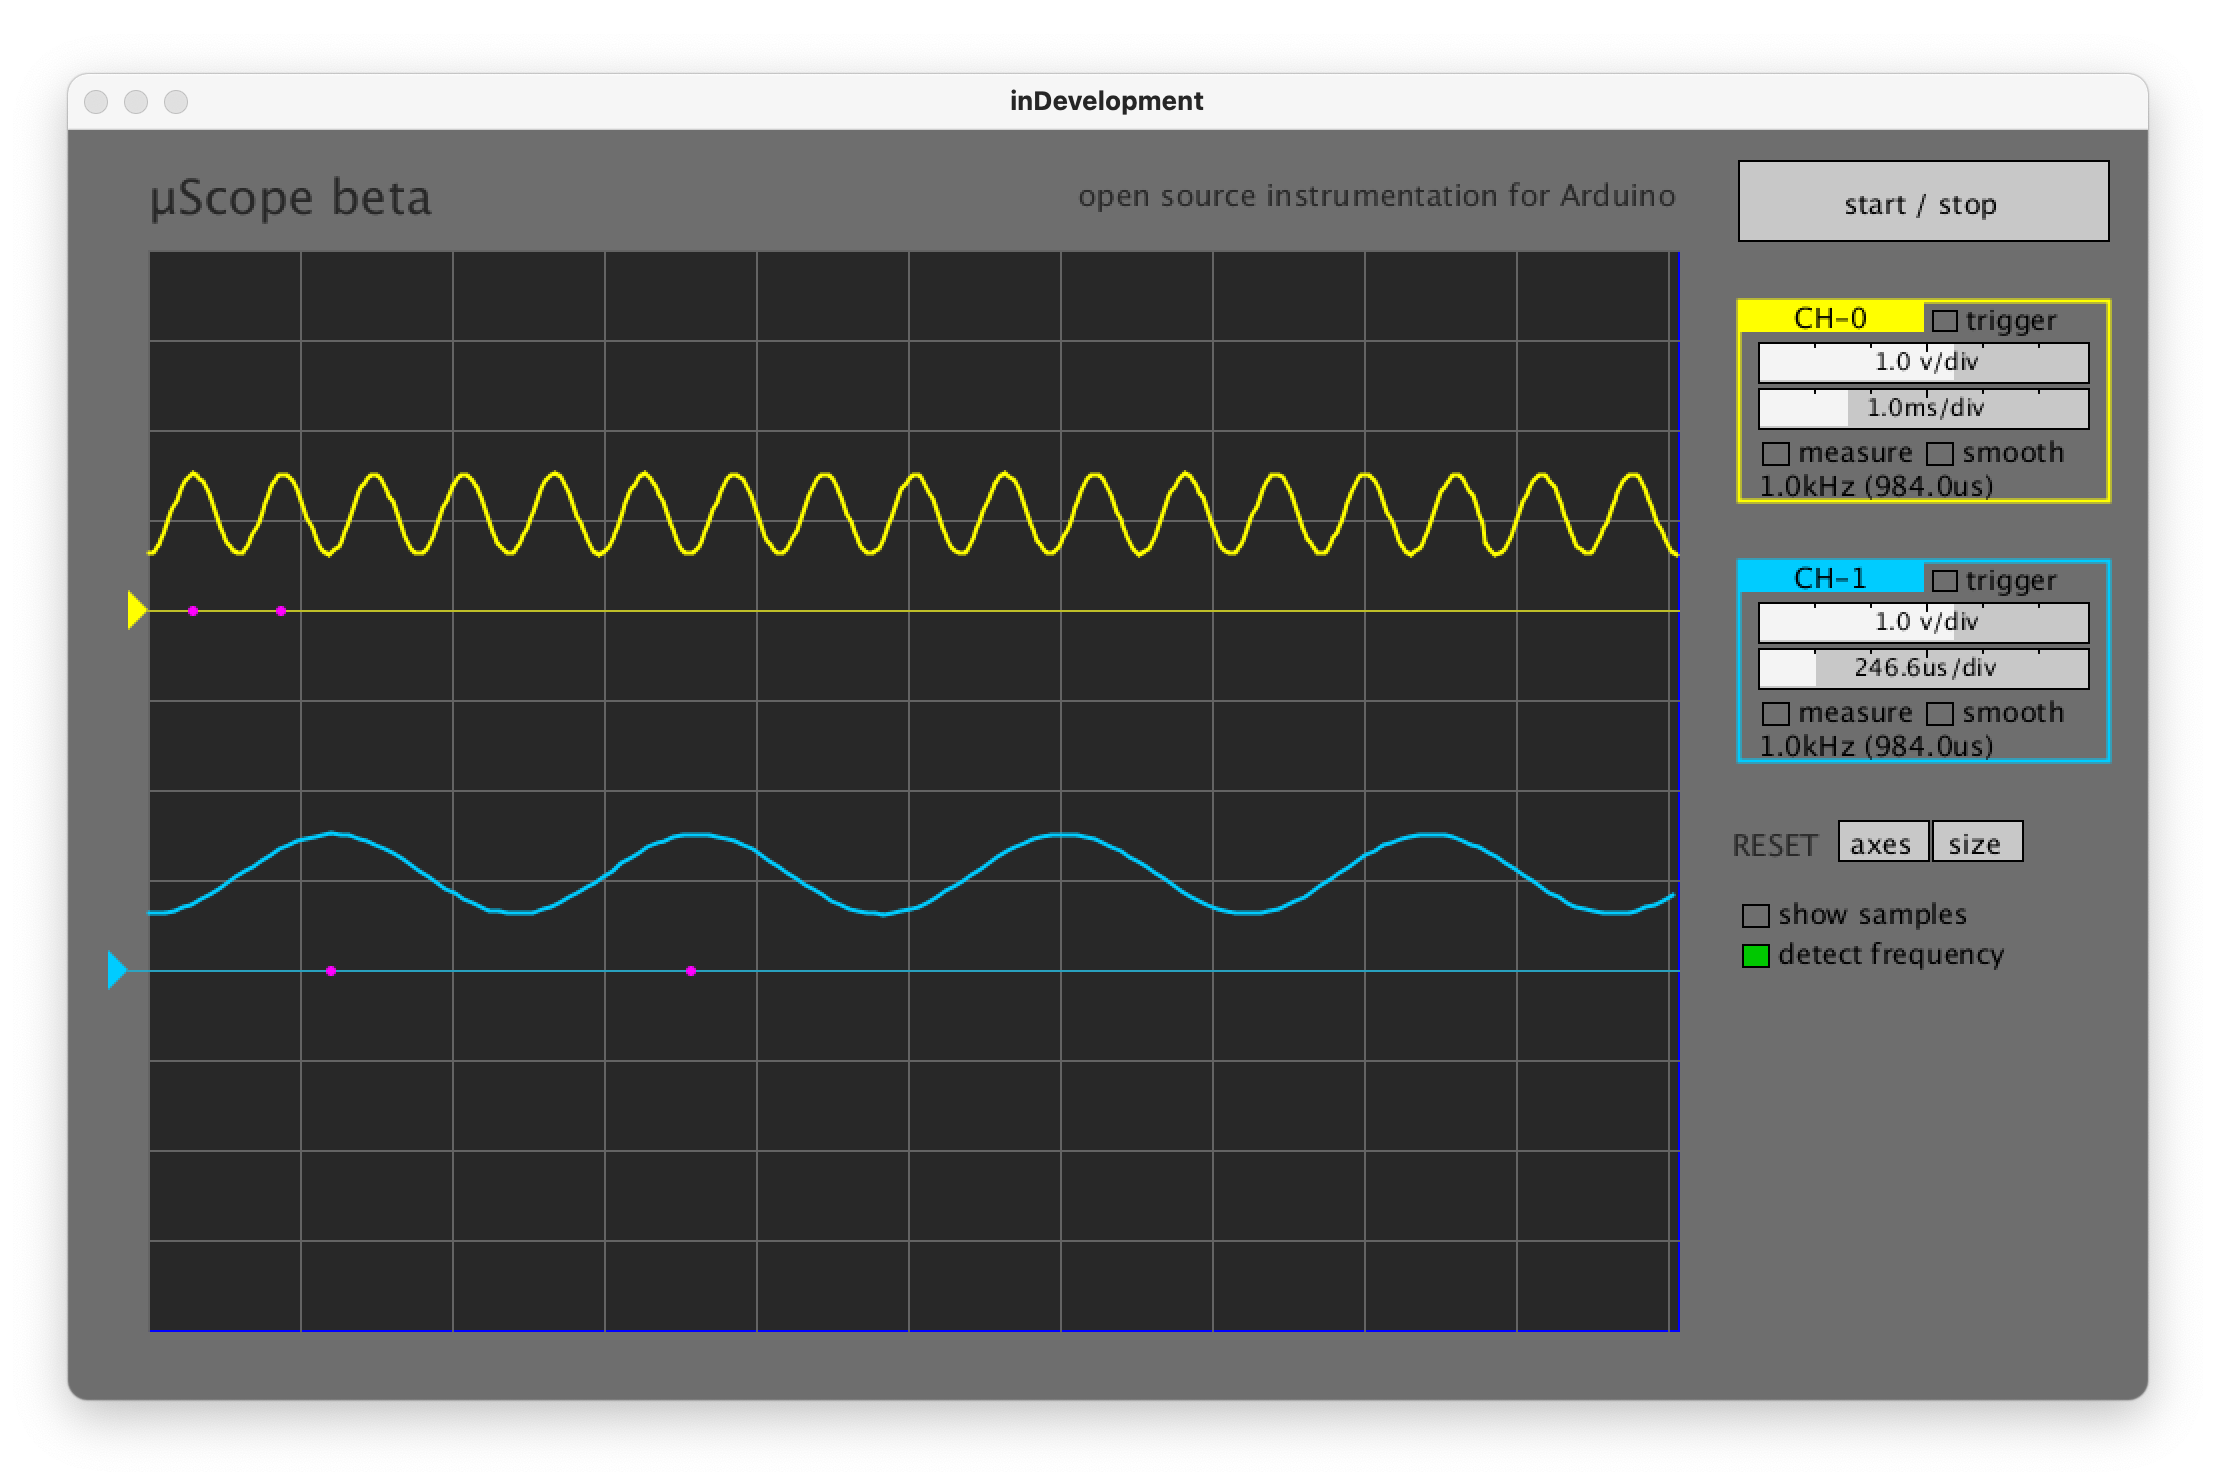 inDevelopment
µScope beta
open source instrumentation for Arduino
start / stop
CH-0
trigger
1.0 v/div
1.0ms/div
measure
smooth
1.0kHz (984.0us)
CH-1
trigger
1.0 v/div
246.6us/div
measure
smooth
1.0kHz (984.0us)
RESET
axes
size
show samples
detect frequency